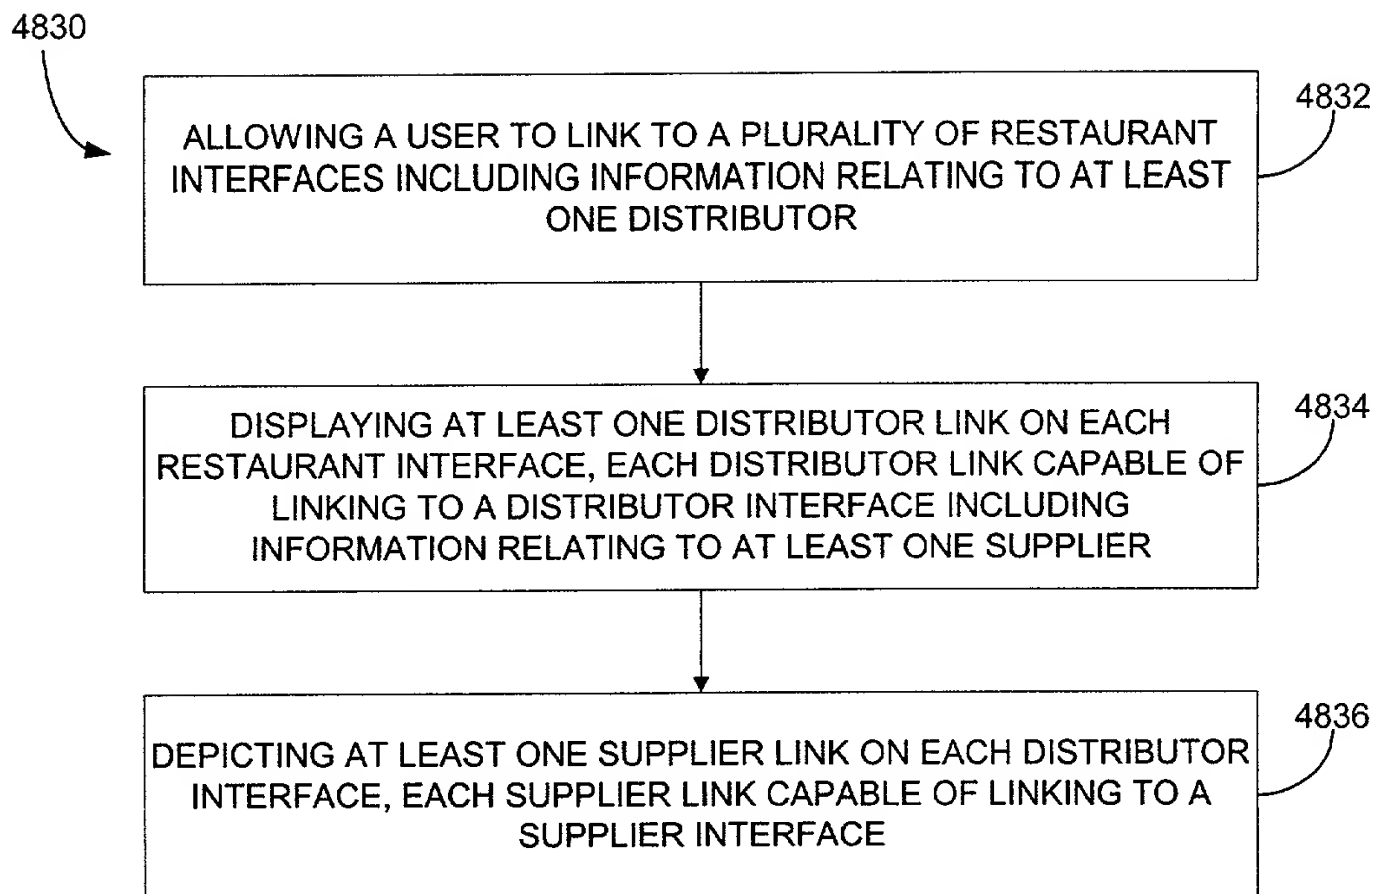 4830
4832
ALLOWING A USER TO LINK TO A PLURALITY OF RESTAURANT
INTERFACES INCLUDING INFORMATION RELATING TO AT LEAST
ONE DISTRIBUTOR
4834
DISPLAYING AT LEAST ONE DISTRIBUTOR LINK ON EACH
RESTAURANT INTERFACE, EACH DISTRIBUTOR LINK CAPABLE OF
LINKING TO A DISTRIBUTOR INTERFACE INCLUDING
INFORMATION RELATING TO AT LEAST ONE SUPPLIER
4836
DEPICTING AT LEAST ONE SUPPLIER LINK ON EACH DISTRIBUTOR
INTERFACE, EACH SUPPLIER LINK CAPABLE OF LINKING TO A
SUPPLIER INTERFACE